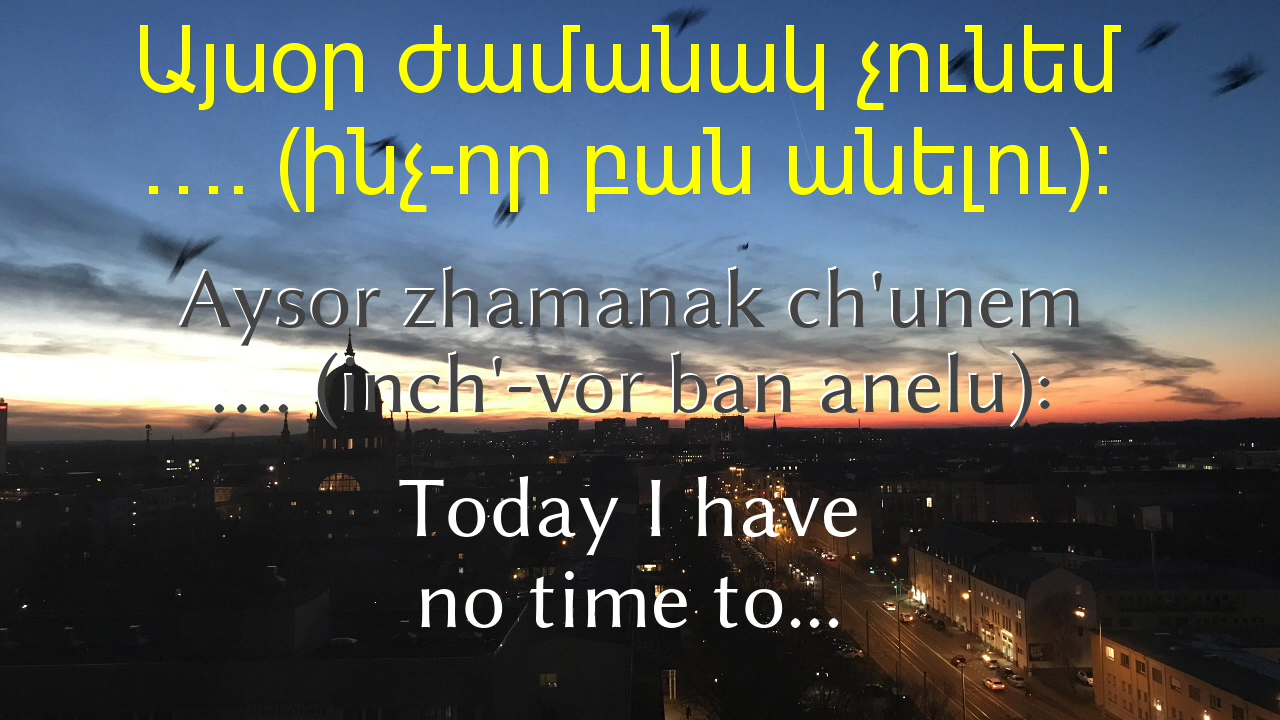 Այսօր ժամանակ չունեմ
.... (ինչ-որ բան անելու):
Aysor zhamanak ch'unem
.... (inch'-vor ban anelu):
Today I have
no time to...